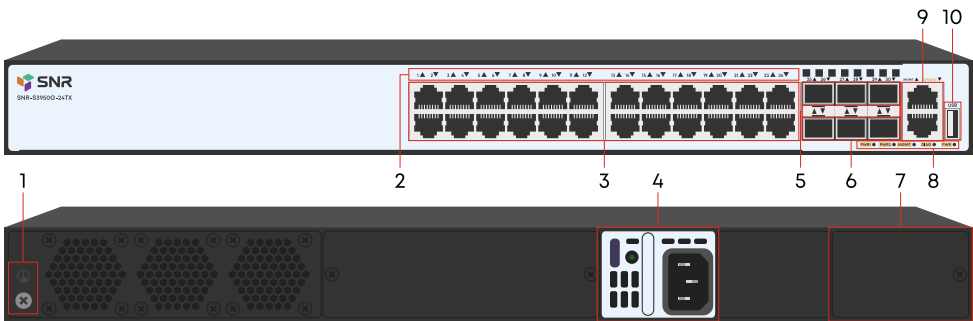 9 10
SNR
SNR-S3950G-24TX
1▲ 2▼ 3▲ 4▼ 5▲ 6▼ 7▲ 8▼ 9▲ 10▼ 11▲ 12▼ 13▲ 14▼ 15▲ 16▼ 17▲ 18▼ 19▲ 20▼ 21▲ 22▼ 23▲ 24▼
25▲ 26▼ 27▲ 28▼ 29▲ 30▼ MGMT▲ ▼
USB
▲▼ ▲▼ ▲▼
PWR1 PWR2 MGMT DIAG PWR
1 2 3 4 5 6 7 8